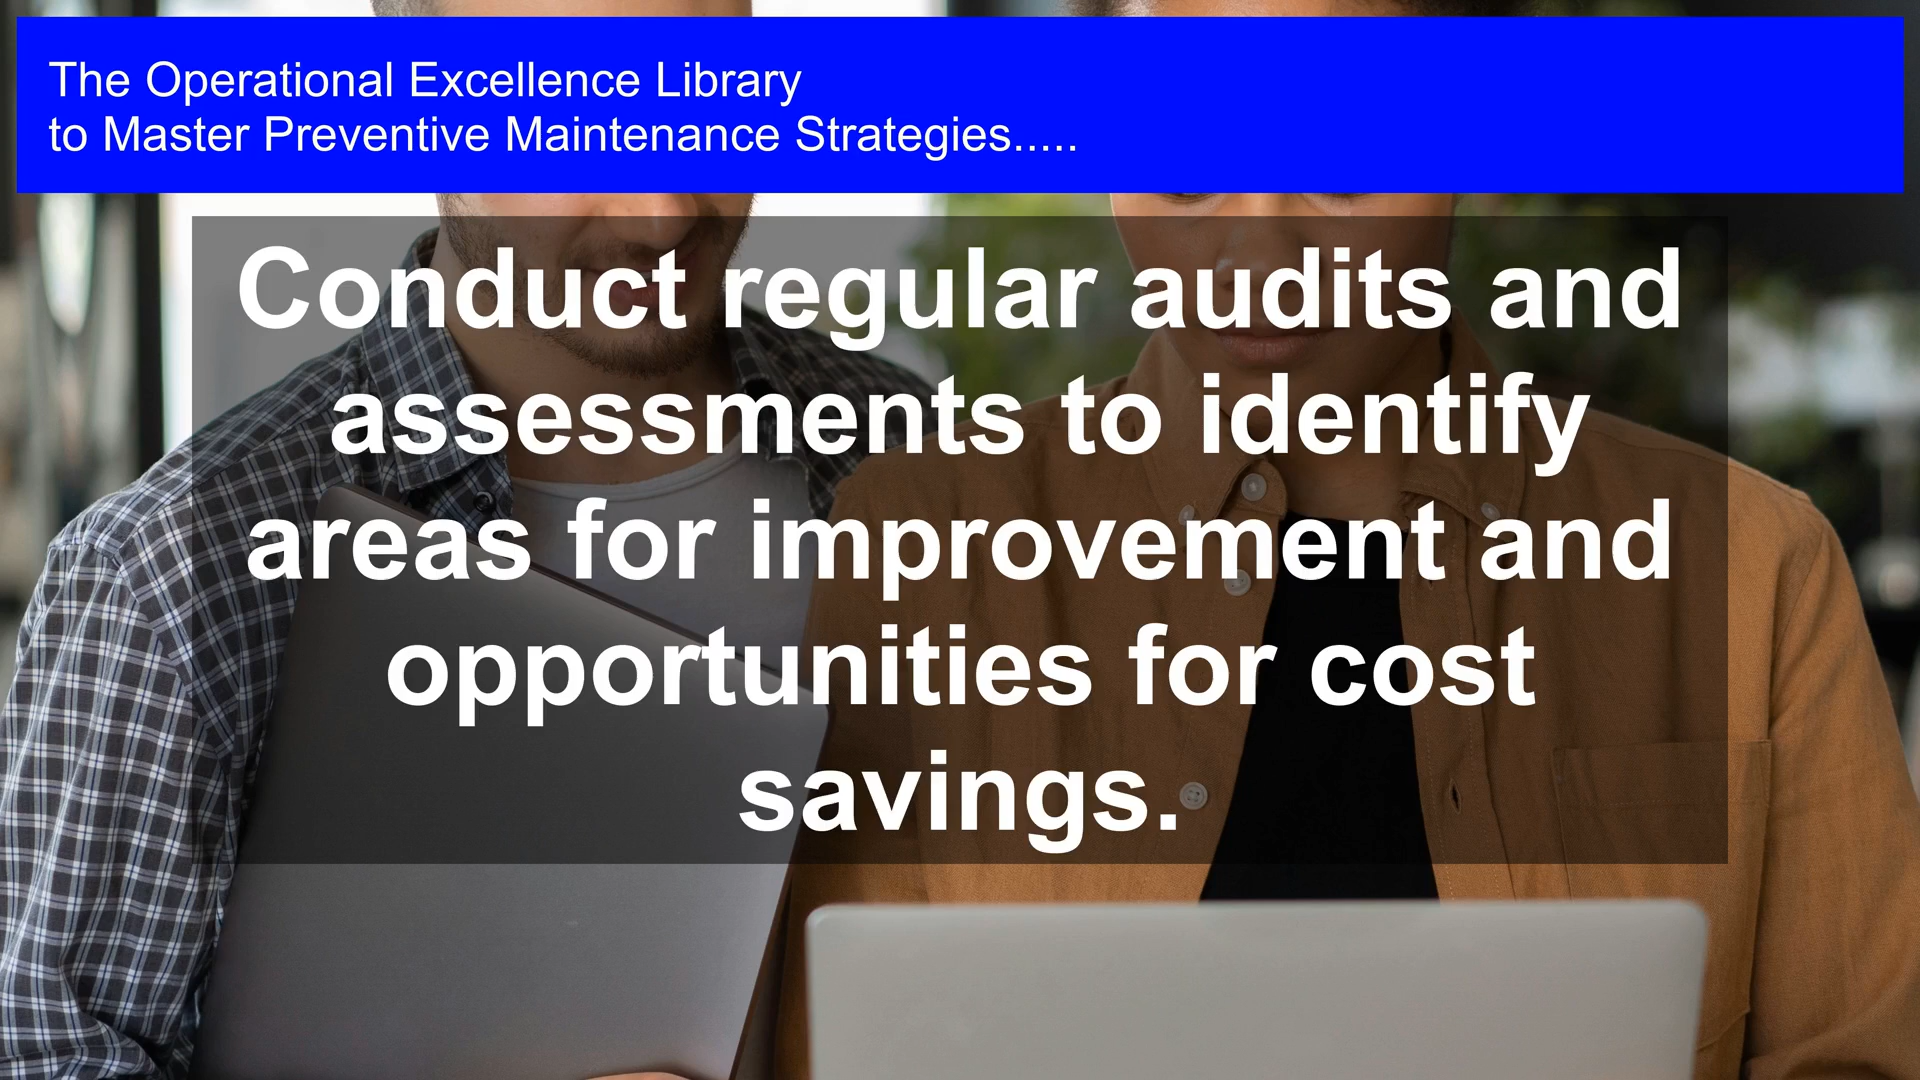 The Operational Excellence Library
to Master Preventive Maintenance Strategies.....
Conduct regular audits and
assessments to identify
areas for improvement and
opportunities for cost
savings.